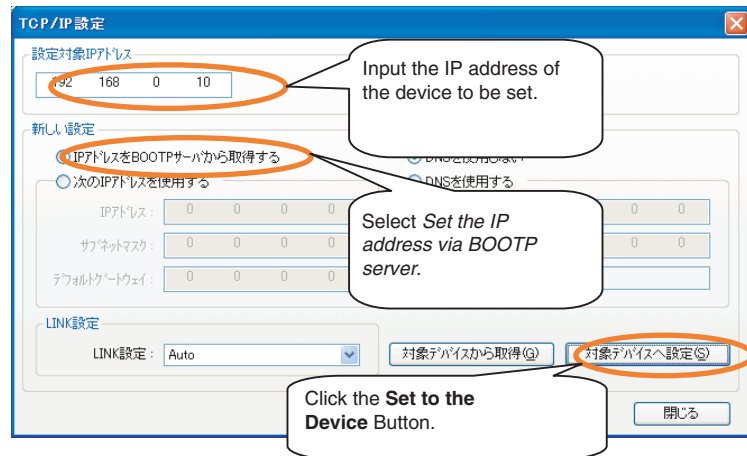 TCP/IP設定
設定対象IPアドレス
192 168 0 10
Input the IP address of
the device to be set.
新しい設定
IPアドレスをBOOTPサーバから取得する
DNSを使用しない
次のIPアドレスを使用する
DNSを使用する
IPアドレス: 0 0 0 0 0 0
サブネットマスク: 0 0 0 0 0 0
デフォルトゲートウェイ: 0 0 0 0
Select Set the IP
address via BOOTP
server.
LINK設定
LINK設定: Auto
対象デバイスから取得(G)
対象デバイスへ設定(S)
Click the Set to the
Device Button.
閉じる